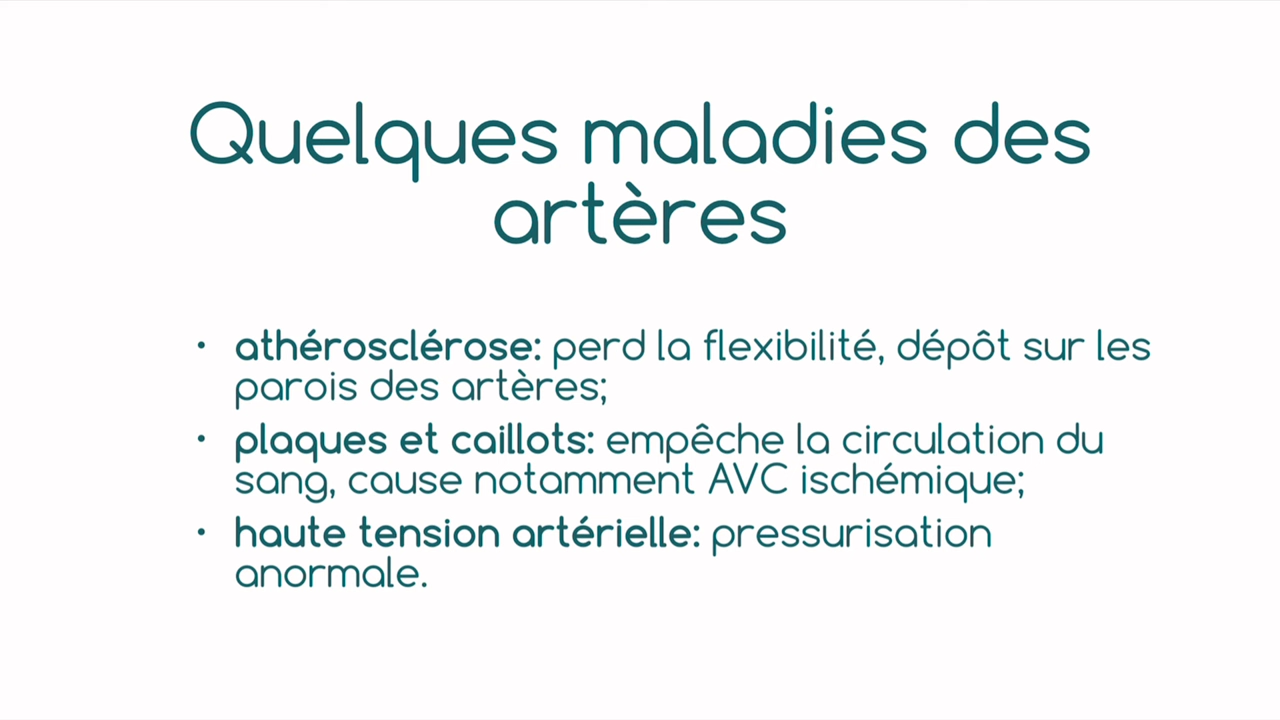 Quelques maladies des
artères
• athérosclérose: perd la flexibilité, dépôt sur les
parois des artères;
• plaques et caillots: empêche la circulation du
sang, cause notamment AVC ischémique;
• haute tension artérielle: pressurisation
anormale.